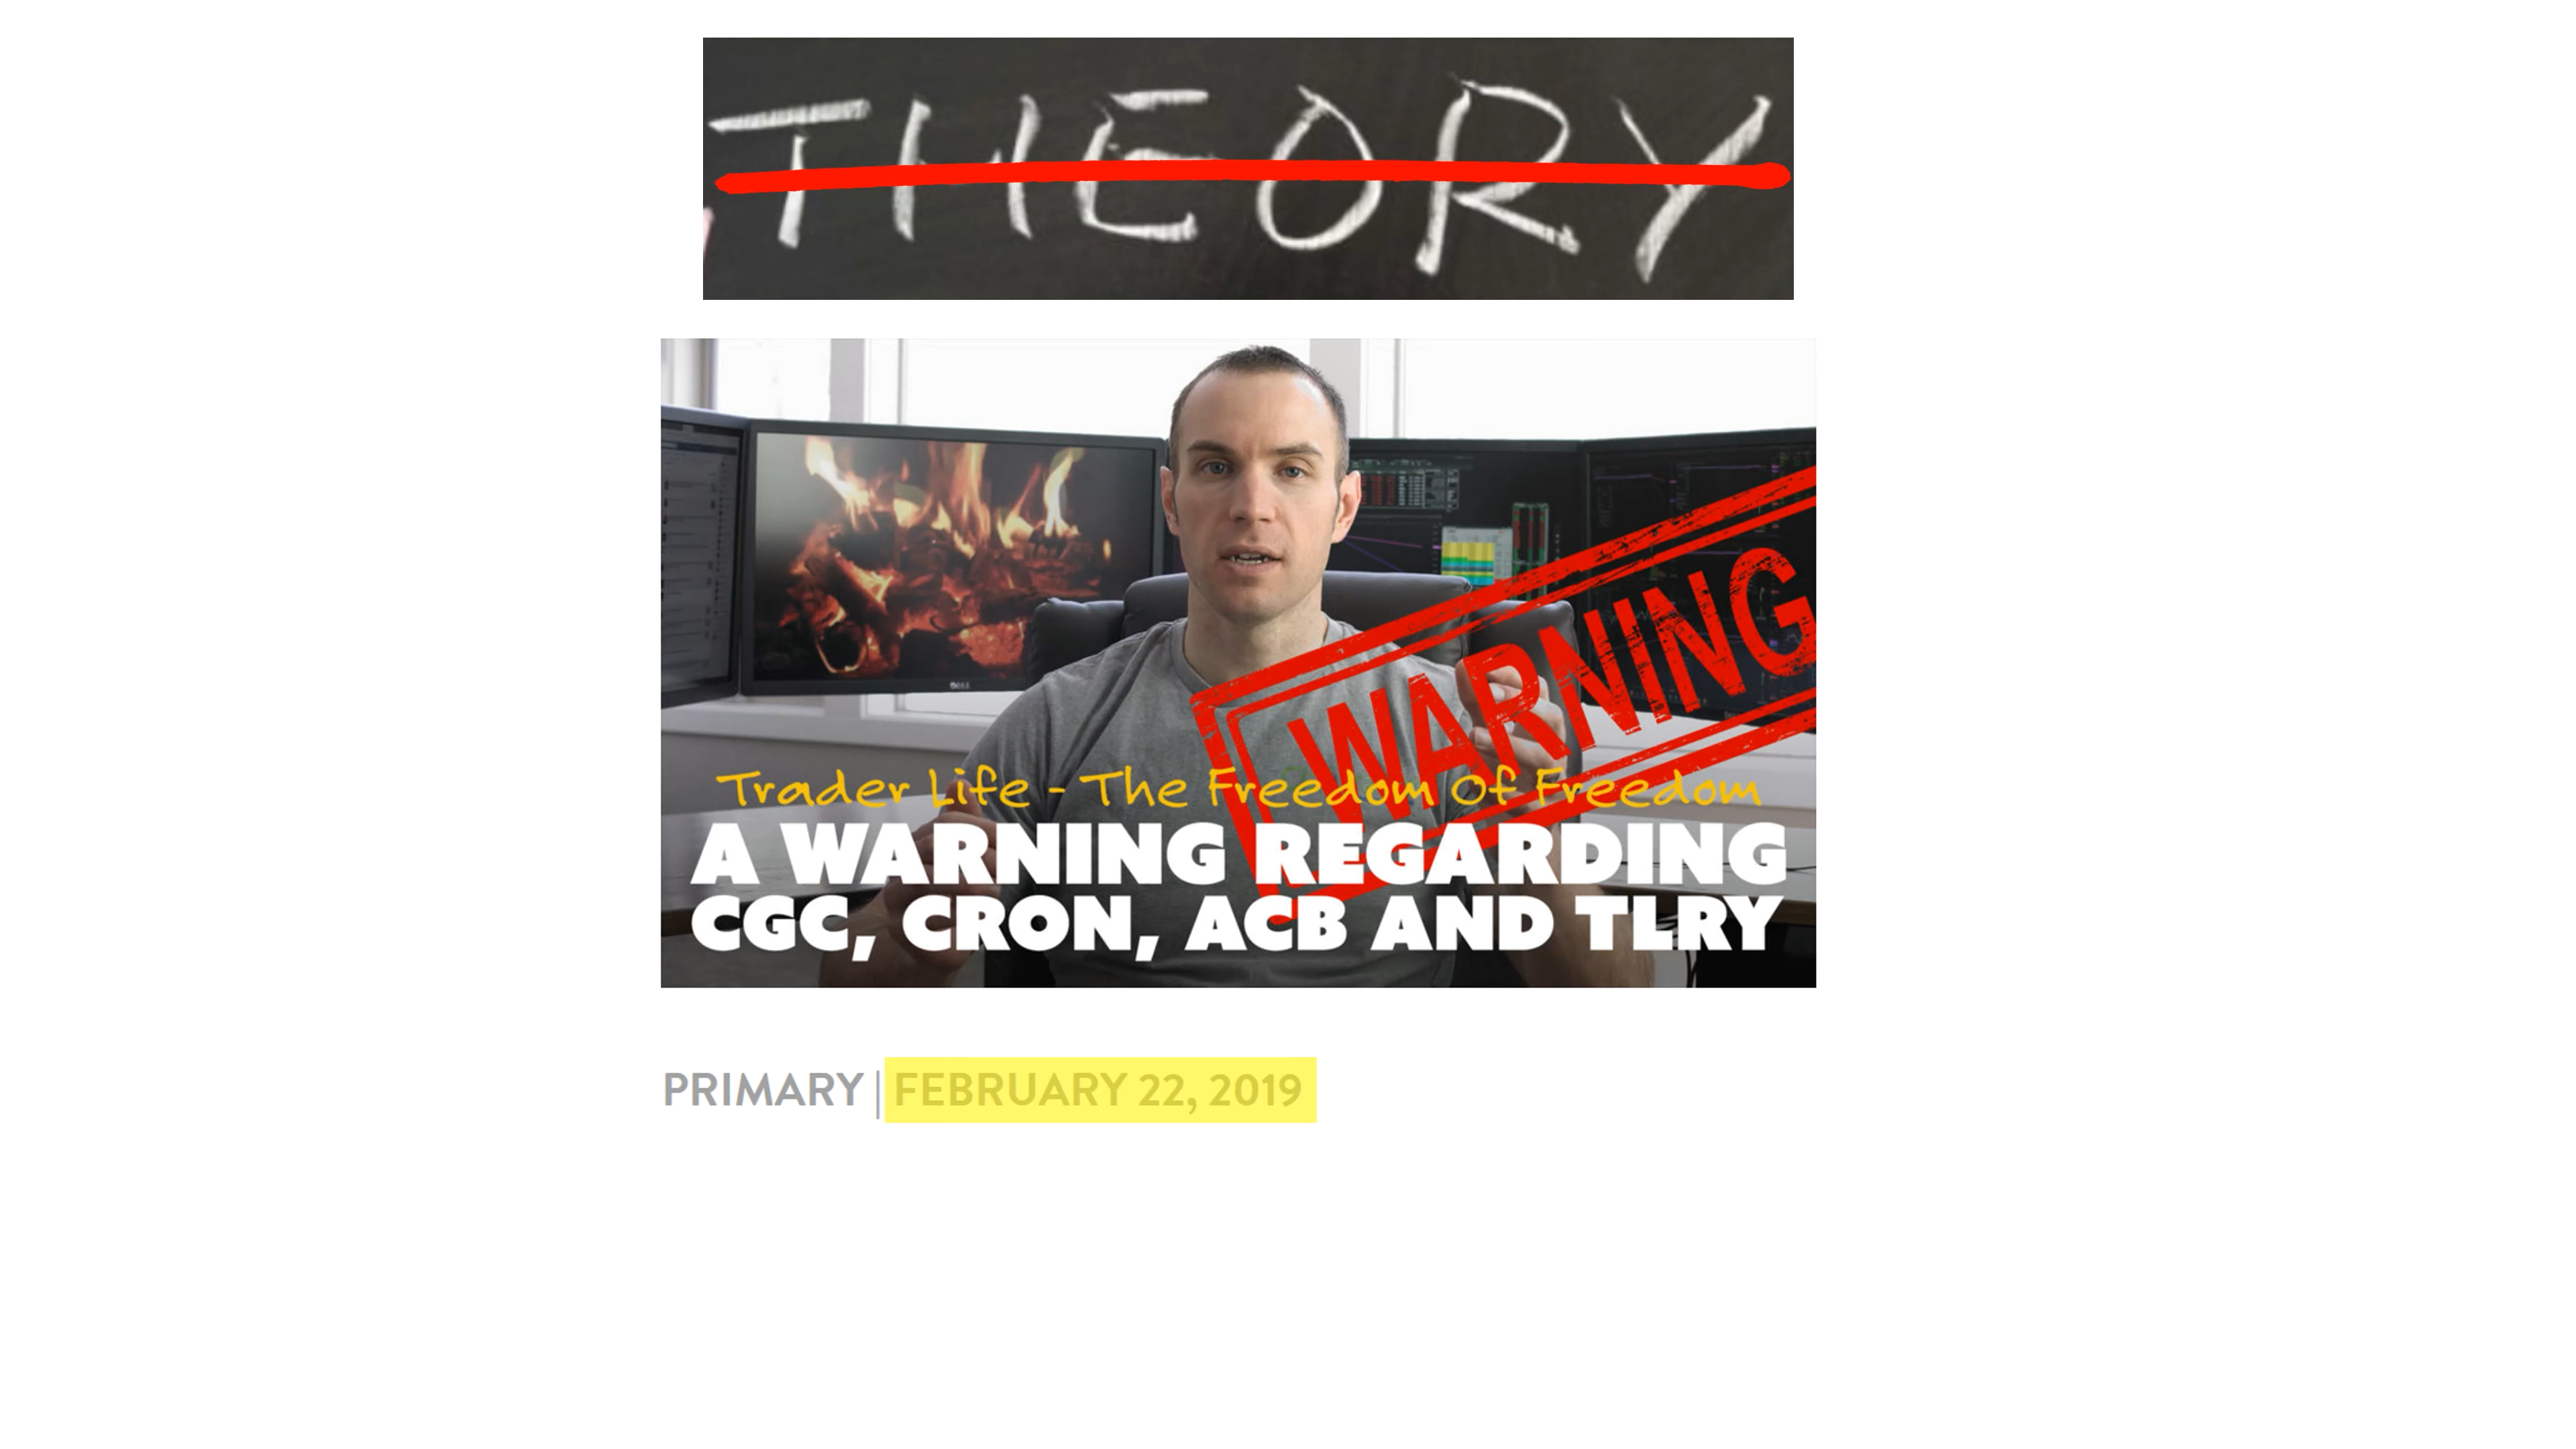 THEORY
WARNING
Trader Life - The Freedom Of Freedom
A WARNING REGARDING
CGC, CRON, ACB AND TLRY
PRIMARY | FEBRUARY 22, 2019